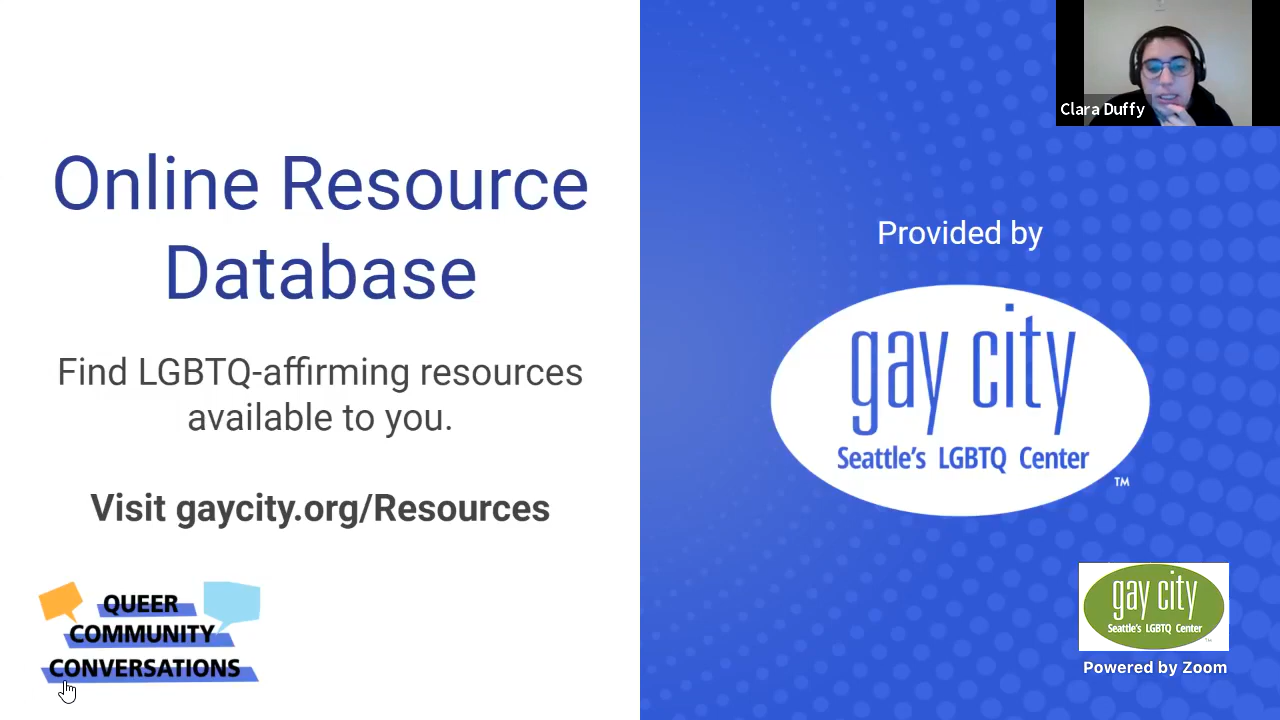 Online Resource
Database
Find LGBTQ-affirming resources
available to you.
Visit gaycity.org/Resources
QUEER
COMMUNITY
CONVERSATIONS
Clara Duffy
Provided by
gay city
Seattle's LGBTQ Center
TM
gay city
Seattle's LGBTQ Center
TM
Powered by Zoom